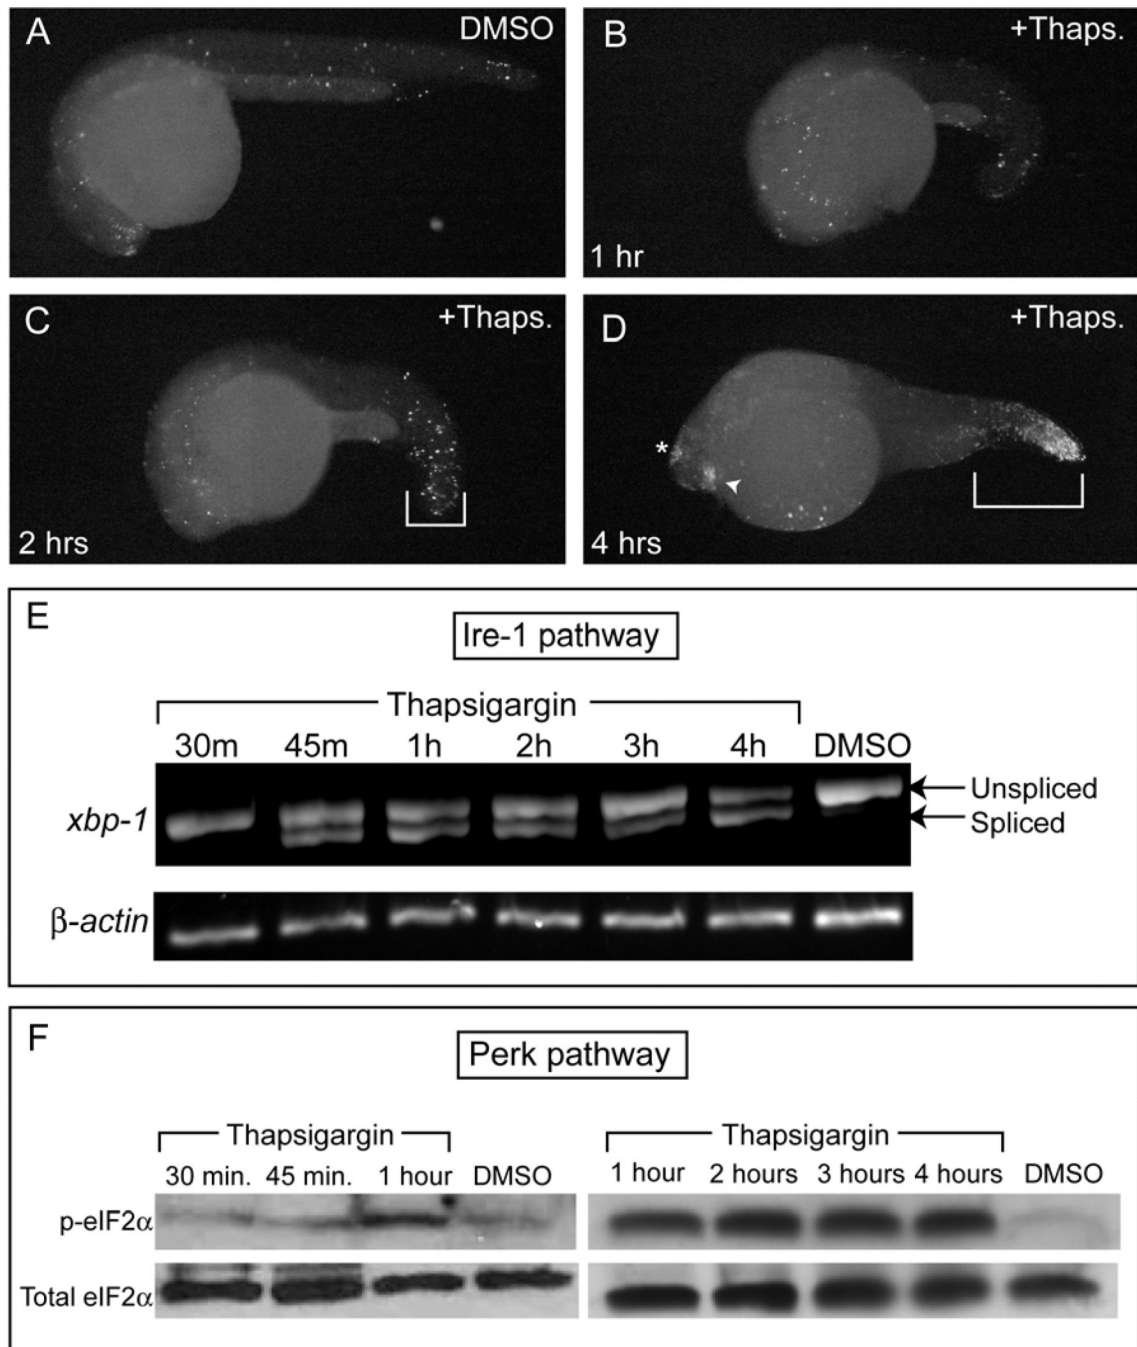 A
DMSO
B
+Thaps.
1 hr
C
+Thaps.
2 hrs
D
+Thaps.
*
4 hrs
E
Ire-1 pathway
Thapsigargin
30m 45m 1h 2h 3h 4h DMSO
xbp-1
Unspliced
Spliced
β-actin
F
Perk pathway
Thapsigargin
30 min. 45 min. 1 hour DMSO
Thapsigargin
1 hour 2 hours 3 hours 4 hours DMSO
p-eIF2α
Total eIF2α